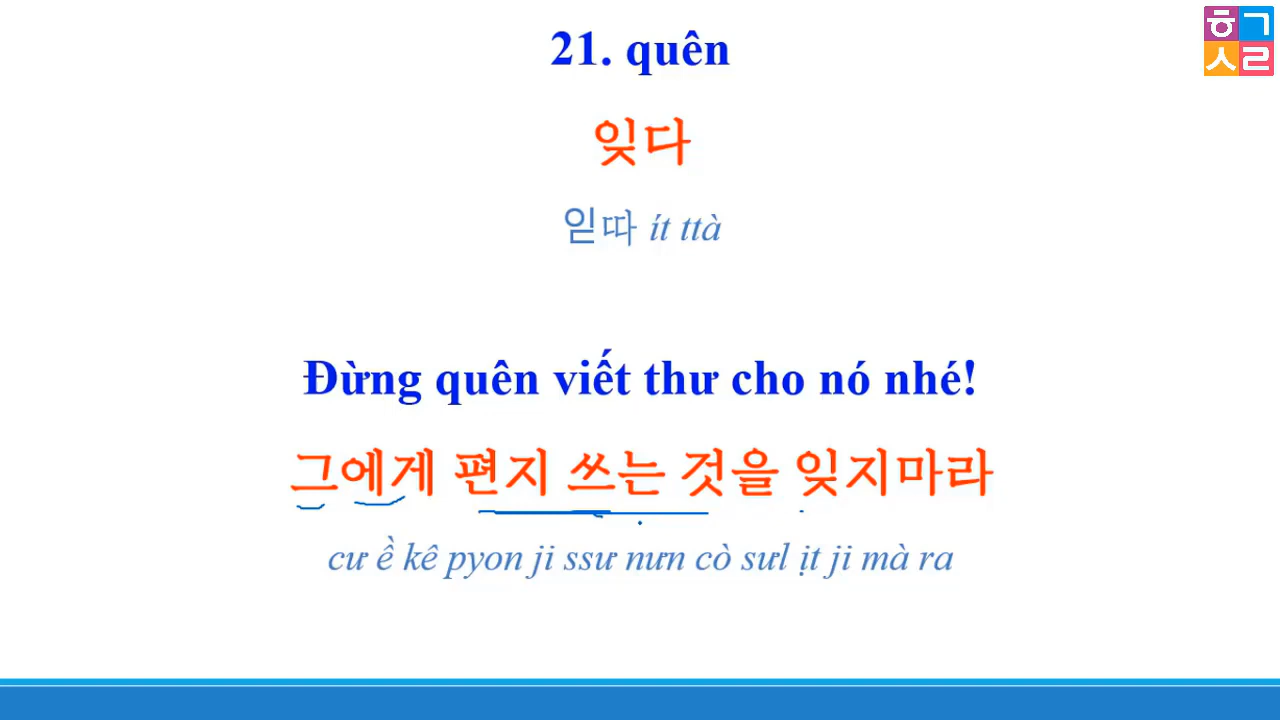 21. quên
잊다
읻따 ít ttà
Đừng quên viết thư cho nó nhé!
그에게 편지 쓰는 것을 잊지마라
cư ề kê pyon ji ssư nưn cò sưl ịt ji mà ra
ㅎㄱ
ㅅㄹ